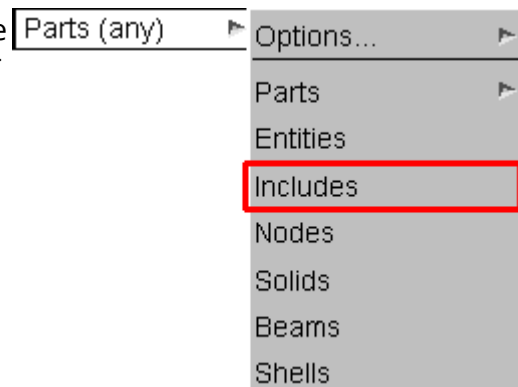 e Parts (any) Options...
Parts
Entities
Includes
Nodes
Solids
Beams
Shells